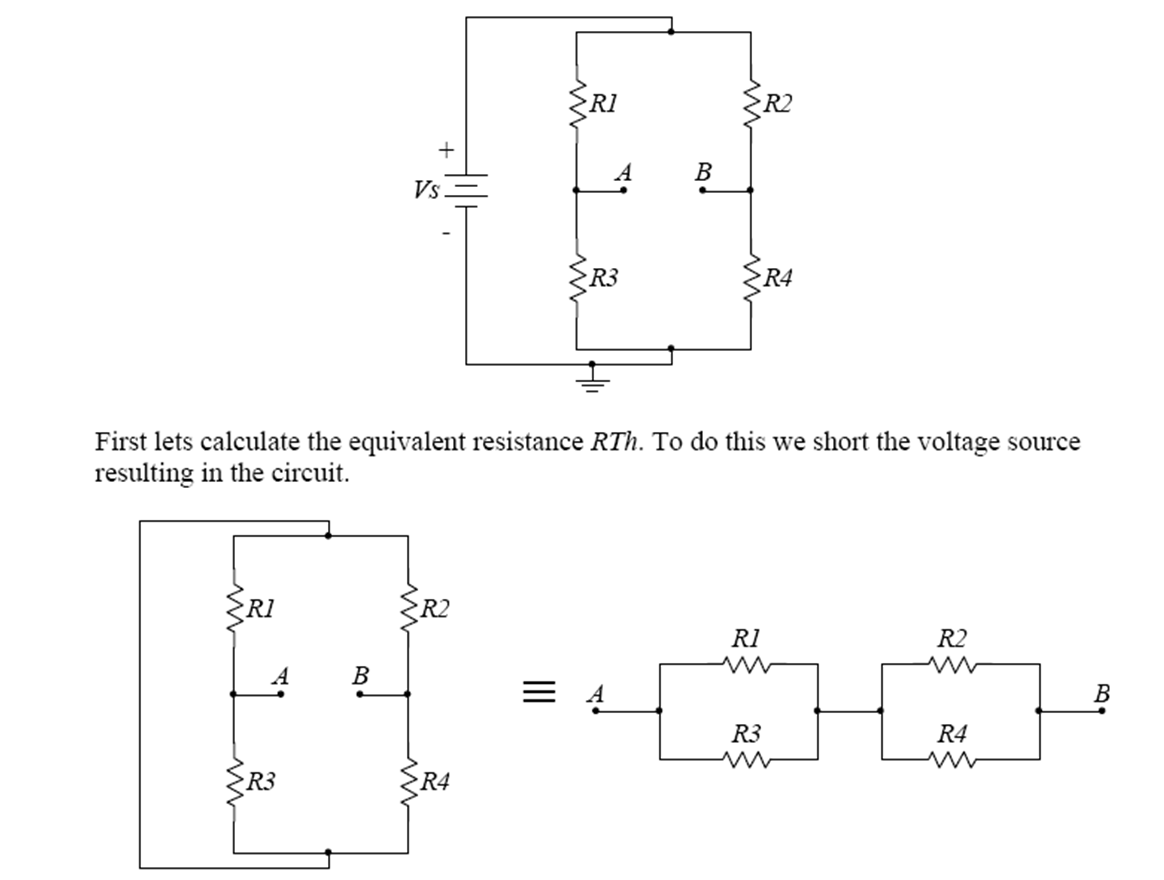 R1
R2
+
A
B
Vs
-
R3
R4
First lets calculate the equivalent resistance RTh. To do this we short the voltage source
resulting in the circuit.
R1
R2
A
B
R3
R4
≡
R1
R2
A
B
R3
R4